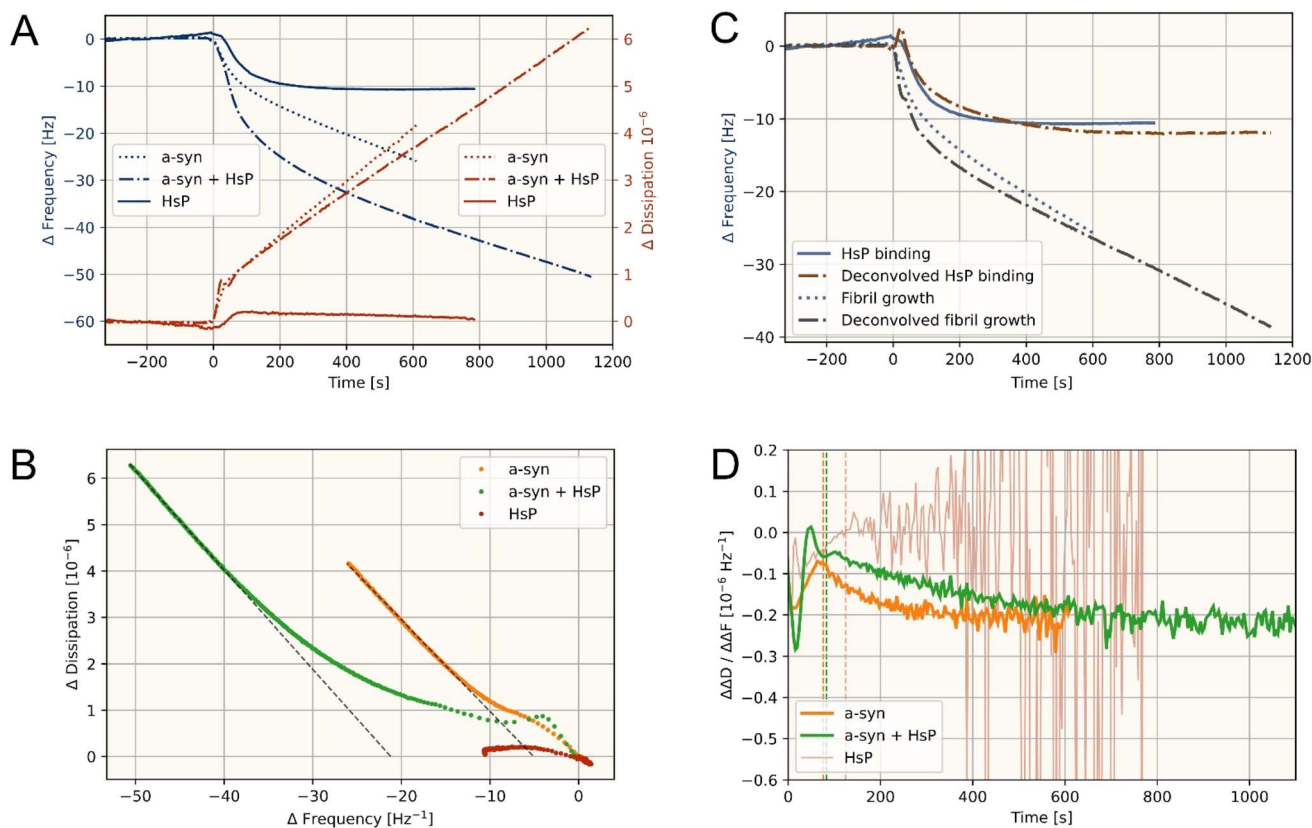 A
0
−10
−20
−30
−40
−50
−60
Δ Frequency [Hz]
a-syn
a-syn + HsP
HsP
a-syn
a-syn + HsP
HsP
6
5
4
3
2
1
0
Δ Dissipation 10−6
−200 0 200 400 600 800 1000 1200
Time [s]
C
0
−10
−20
−30
−40
Δ Frequency [Hz]
HsP binding
Deconvolved HsP binding
Fibril growth
Deconvolved fibril growth
−200 0 200 400 600 800 1000 1200
Time [s]
B
6
5
4
3
2
1
0
Δ Dissipation [10−6]
a-syn
a-syn + HsP
HsP
−50 −40 −30 −20 −10 0
Δ Frequency [Hz−1]
D
0.2
0.1
0.0
−0.1
−0.2
−0.3
−0.4
−0.5
−0.6
ΔΔD / ΔΔF [10−6 Hz−1]
a-syn
a-syn + HsP
HsP
0 200 400 600 800 1000
Time [s]